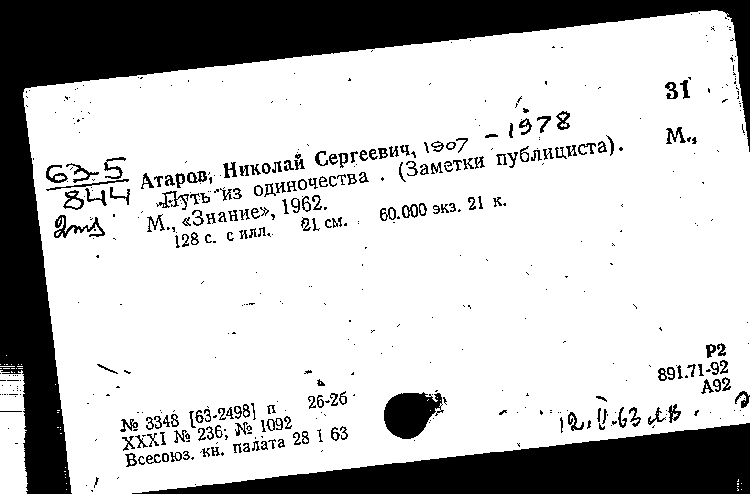 31
63-5
844
Атаров, Николай Сергеевич, 1907 - 1978
Путь из одиночества. (Заметки публициста). М.,
М., «Знание», 1962.
128 с. с илл. 21 см. 60.000 экз. 21 к.
Р2
891.71-92
А92
№ 3348 [63-2498] п 26-2б
XXXI № 236; № 1092
Всесоюз. кн. палата 28 I 63
12.V.63